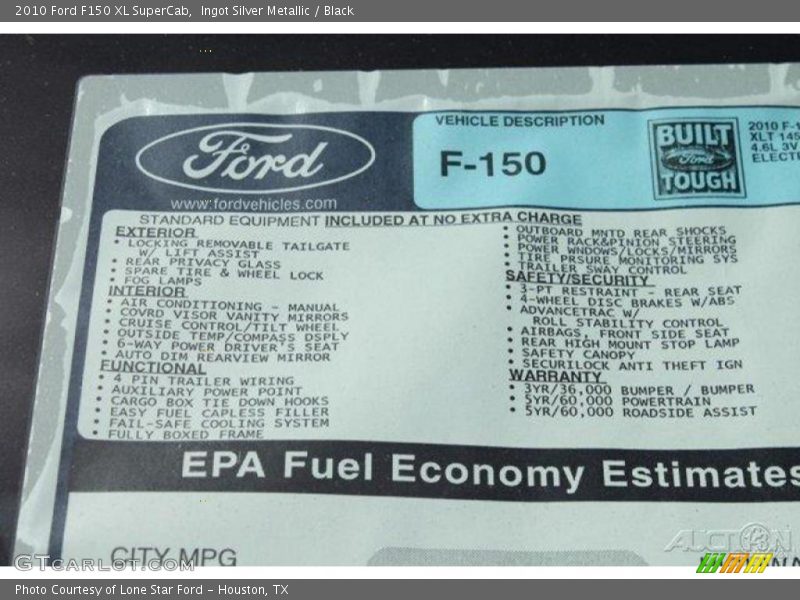 2010 Ford F150 XL SuperCab, Ingot Silver Metallic / Black
Ford
www.fordvehicles.com
VEHICLE DESCRIPTION
F-150
BUILT
Ford
TOUGH
2010 F-1
XLT 145
4.6L 3V
ELECT
STANDARD EQUIPMENT INCLUDED AT NO EXTRA CHARGE
EXTERIOR
• LOCKING REMOVABLE TAILGATE
W/ LIFT ASSIST
• REAR PRIVACY GLASS
• SPARE TIRE & WHEEL LOCK
• FOG LAMPS
INTERIOR
• AIR CONDITIONING - MANUAL
• COVRD VISOR VANITY MIRRORS
• CRUISE CONTROL/TILT WHEEL
• OUTSIDE TEMP/COMPASS DSPLY
• 6-WAY POWER DRIVER'S SEAT
• AUTO DIM REARVIEW MIRROR
FUNCTIONAL
• 4 PIN TRAILER WIRING
• AUXILIARY POWER POINT
• CARGO BOX TIE DOWN HOOKS
• EASY FUEL CAPLESS FILLER
• FAIL-SAFE COOLING SYSTEM
• FULLY BOXED FRAME
• OUTBOARD MNTD REAR SHOCKS
• POWER RACK&PINION STEERING
• POWER WNDOWS/LOCKS/MIRRORS
• TIRE PRSURE MONITORING SYS
• TRAILER SWAY CONTROL
SAFETY/SECURITY
• 3-PT RESTRAINT - REAR SEAT
• 4-WHEEL DISC BRAKES W/ABS
• ADVANCETRAC W/
ROLL STABILITY CONTROL
• AIRBAGS, FRONT SIDE SEAT
• REAR HIGH MOUNT STOP LAMP
• SAFETY CANOPY
• SECURILOCK ANTI THEFT IGN
WARRANTY
• 3YR/36,000 BUMPER / BUMPER
• 5YR/60,000 POWERTRAIN
• 5YR/60,000 ROADSIDE ASSIST
EPA Fuel Economy Estimates
CITY MPG
GTcarlot.com
AUCTION
Photo Courtesy of Lone Star Ford - Houston, TX